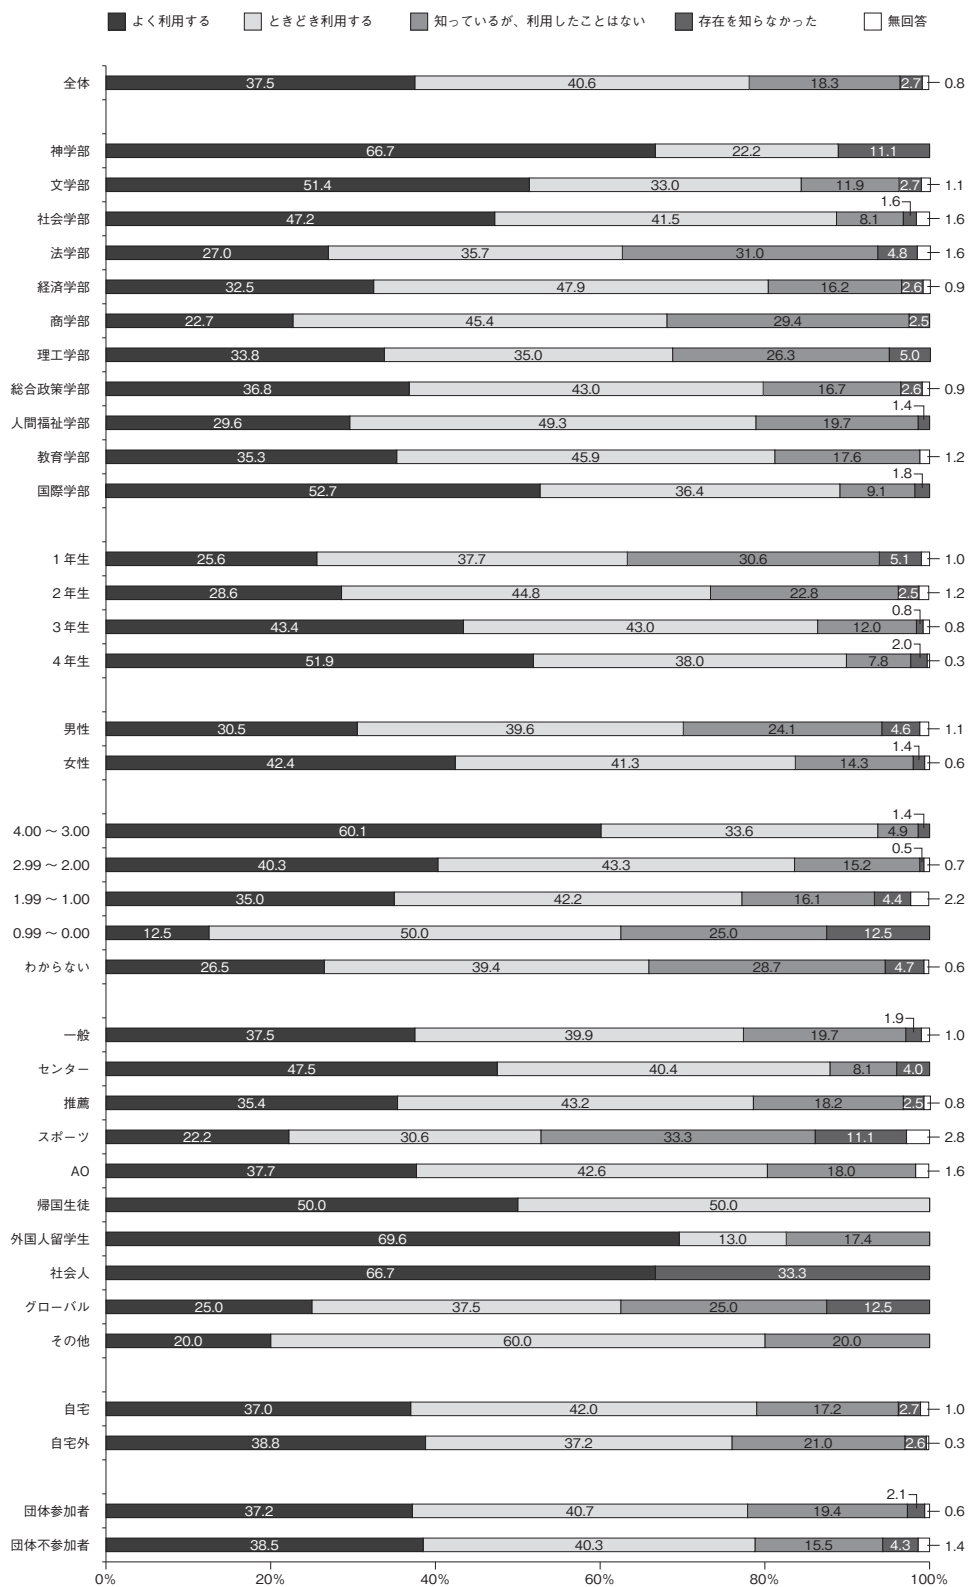 よく利用する ときどき利用する 知っているが、利用したことはない 存在を知らなかった 無回答
全体 37.5 40.6 18.3 2.7 0.8
神学部 66.7 22.2 11.1
文学部 51.4 33.0 11.9 2.7 1.1
1.6
社会学部 47.2 41.5 8.1 1.6
法学部 27.0 35.7 31.0 4.8 1.6
経済学部 32.5 47.9 16.2 2.6 0.9
商学部 22.7 45.4 29.4 2.5
理工学部 33.8 35.0 26.3 5.0
総合政策学部 36.8 43.0 16.7 2.6 0.9
1.4
人間福祉学部 29.6 49.3 19.7
教育学部 35.3 45.9 17.6 1.2
1.8
国際学部 52.7 36.4 9.1
1年生 25.6 37.7 30.6 5.1 1.0
2年生 28.6 44.8 22.8 2.5 1.2
0.8
3年生 43.4 43.0 12.0 0.8
2.0
4年生 51.9 38.0 7.8 0.3
男性 30.5 39.6 24.1 4.6 1.1
1.4
女性 42.4 41.3 14.3 0.6
1.4
4.00 ～ 3.00 60.1 33.6 4.9
0.5
2.99 ～ 2.00 40.3 43.3 15.2 0.7
1.99 ～ 1.00 35.0 42.2 16.1 4.4 2.2
0.99 ～ 0.00 12.5 50.0 25.0 12.5
わからない 26.5 39.4 28.7 4.7 0.6
1.9
一般 37.5 39.9 19.7 1.0
センター 47.5 40.4 8.1 4.0
推薦 35.4 43.2 18.2 2.5 0.8
スポーツ 22.2 30.6 33.3 11.1 2.8
AO 37.7 42.6 18.0 1.6
帰国生徒 50.0 50.0
外国人留学生 69.6 13.0 17.4
社会人 66.7 33.3
グローバル 25.0 37.5 25.0 12.5
その他 20.0 60.0 20.0
自宅 37.0 42.0 17.2 2.7 1.0
自宅外 38.8 37.2 21.0 2.6 0.3
2.1
団体参加者 37.2 40.7 19.4 0.6
団体不参加者 38.5 40.3 15.5 4.3 1.4
0% 20% 40% 60% 80% 100%